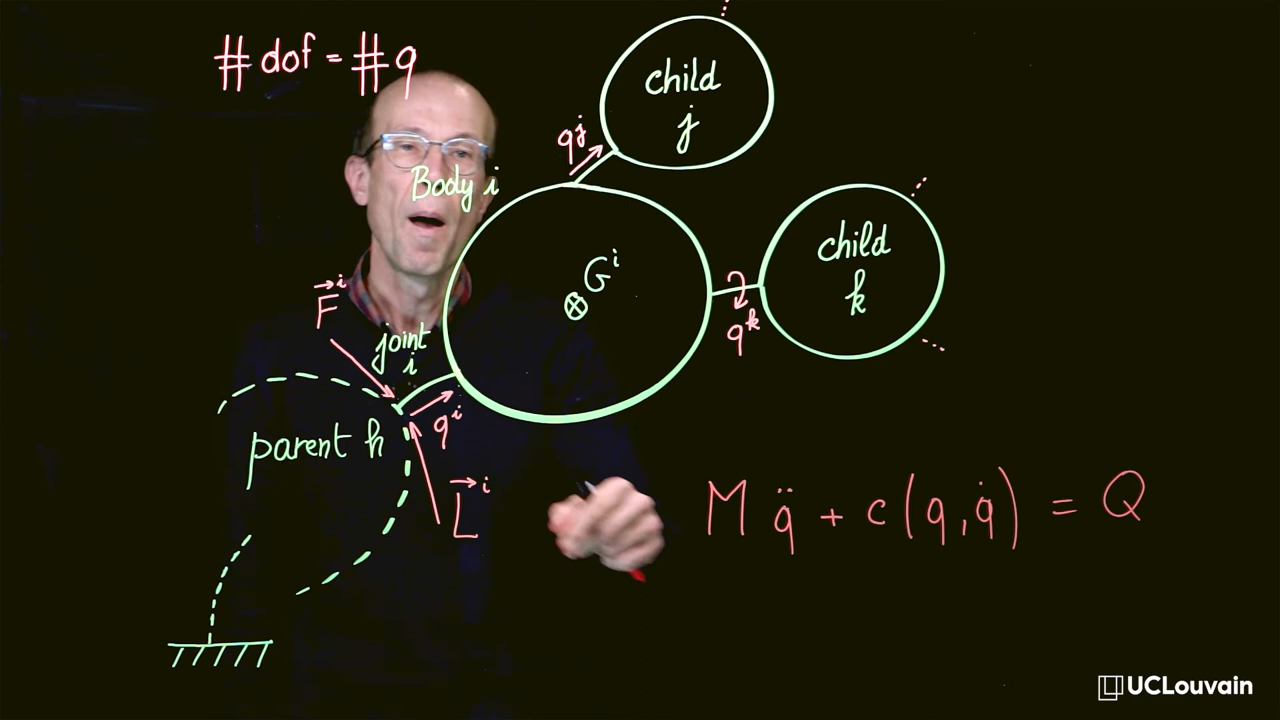 # dof = # q
child
j
q^j
Body i
G^i
child
k
q^k
F^i
joint
i
q^i
parent h
L^i
M q̈ + c(q, q̇) = Q
UCLouvain